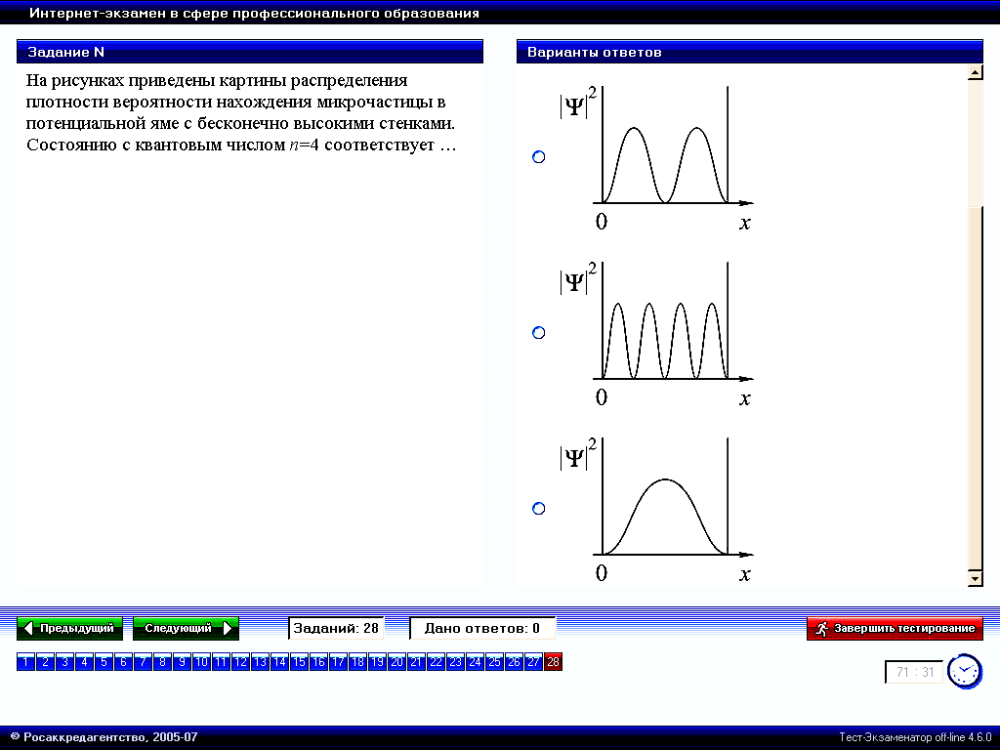 Интернет-экзамен в сфере профессионального образования
Задание N
На рисунках приведены картины распределения
плотности вероятности нахождения микрочастицы в
потенциальной яме с бесконечно высокими стенками.
Состоянию с квантовым числом n=4 соответствует …
Варианты ответов
|Ψ|²
0 x
|Ψ|²
0 x
|Ψ|²
0 x
Предыдущий Следующий Заданий: 28 Дано ответов: 0 Завершить тестирование
1 2 3 4 5 6 7 8 9 10 11 12 13 14 15 16 17 18 19 20 21 22 23 24 25 26 27 28
71 : 31
© Росаккредагентство, 2005-07 Тест-Экзаменатор off-line 4.6.0